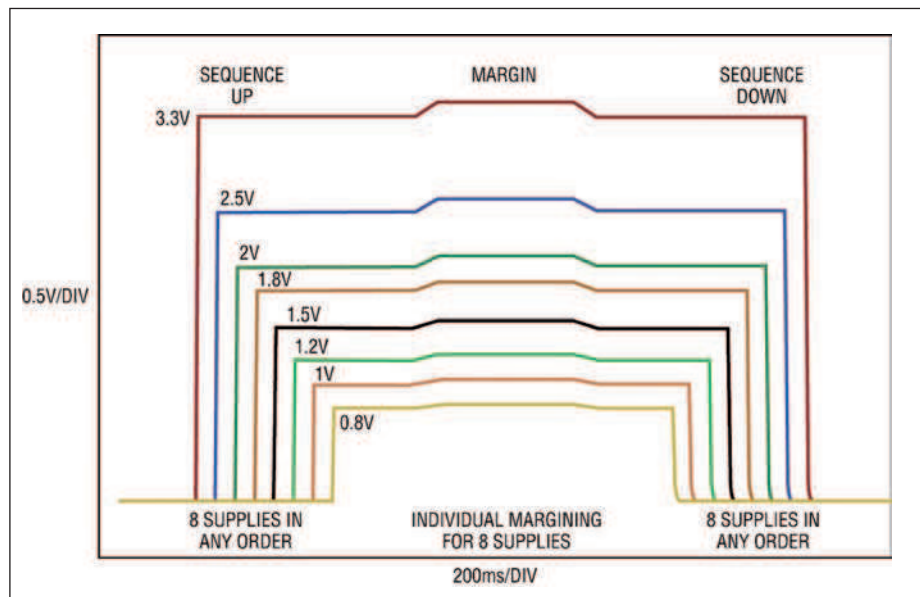 SEQUENCE
UP
MARGIN
SEQUENCE
DOWN
3.3V
2.5V
2V
1.8V
0.5V/DIV
1.5V
1.2V
1V
0.8V
8 SUPPLIES IN
ANY ORDER
INDIVIDUAL MARGINING
FOR 8 SUPPLIES
8 SUPPLIES IN
ANY ORDER
200ms/DIV